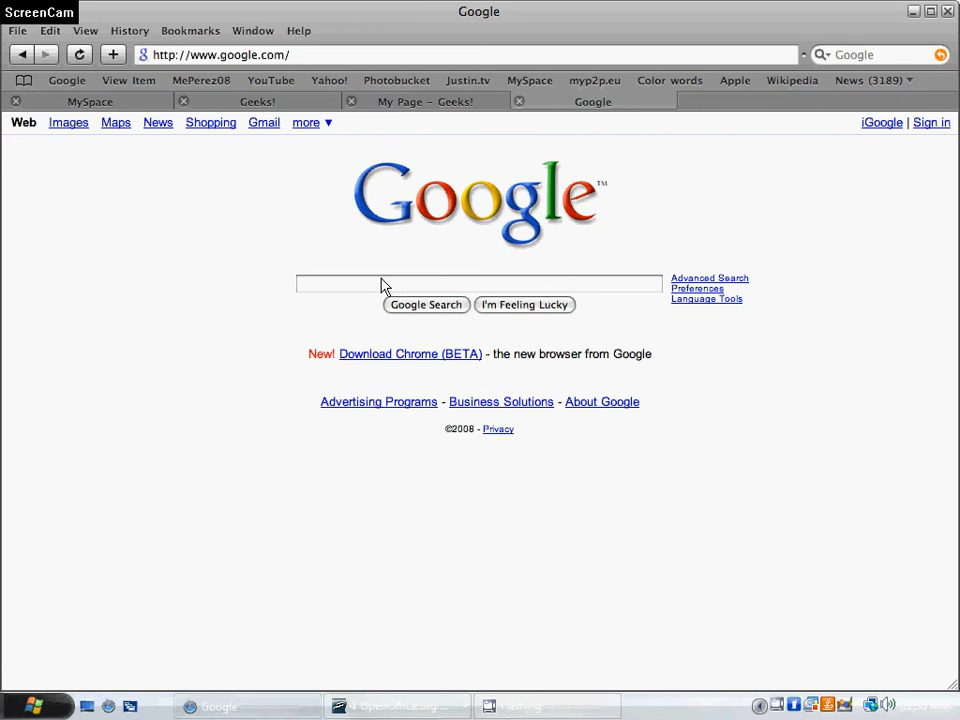 ScreenCam
Google
File Edit View History Bookmarks Window Help
http://www.google.com/
Google
Google View Item MePerez08 YouTube Yahoo! Photobucket Justin.tv MySpace myp2p.eu Color words Apple Wikipedia News (3189) ▼
MySpace Geeks! My Page – Geeks! Google
Web Images Maps News Shopping Gmail more ▼ iGoogle | Sign in
Google™
Advanced Search
Preferences
Language Tools
Google Search I'm Feeling Lucky
New! Download Chrome (BETA) - the new browser from Google
Advertising Programs - Business Solutions - About Google
©2008 - Privacy
Google OpenOffice.org ...